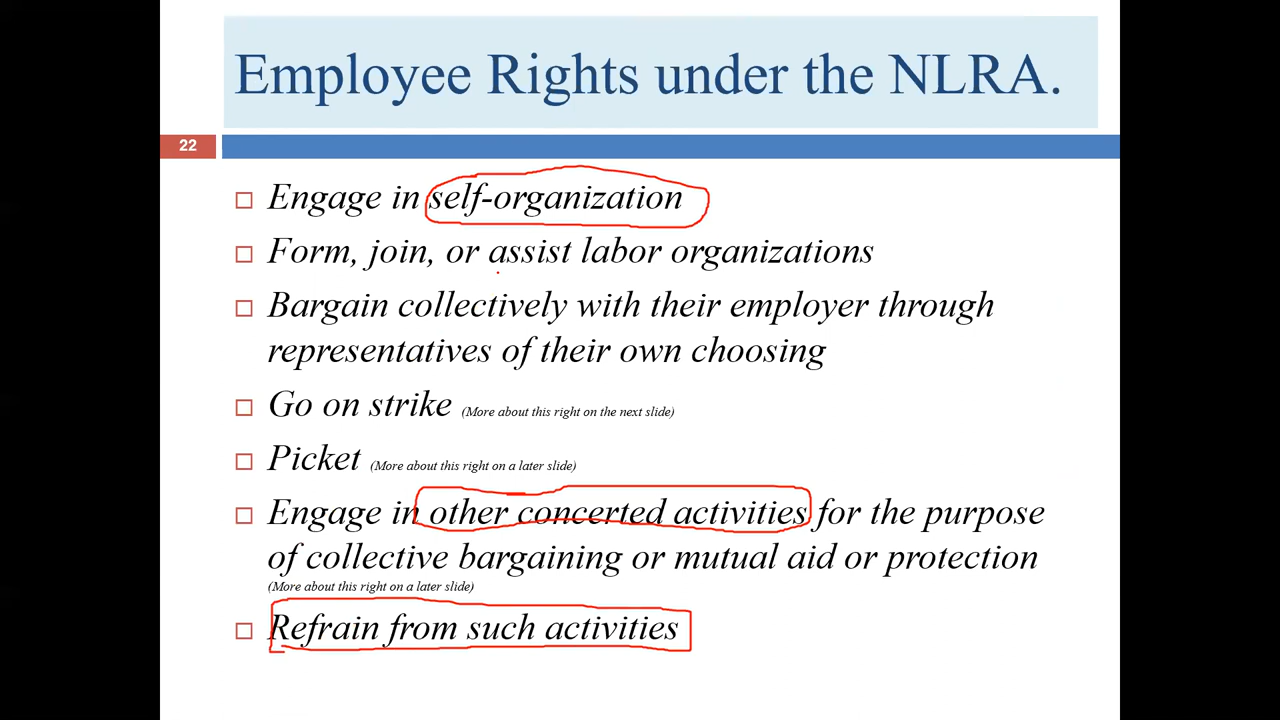 Employee Rights under the NLRA.
22
Engage in self-organization
Form, join, or assist labor organizations
Bargain collectively with their employer through
representatives of their own choosing
Go on strike (More about this right on the next slide)
Picket (More about this right on a later slide)
Engage in other concerted activities for the purpose
of collective bargaining or mutual aid or protection
(More about this right on a later slide)
Refrain from such activities